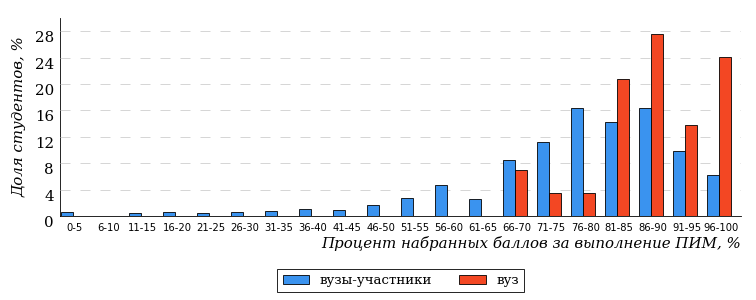 Доля студентов, %
28
24
20
16
12
8
4
0
0-5 6-10 11-15 16-20 21-25 26-30 31-35 36-40 41-45 46-50 51-55 56-60 61-65 66-70 71-75 76-80 81-85 86-90 91-95 96-100
Процент набранных баллов за выполнение ПИМ, %
вузы-участники вуз